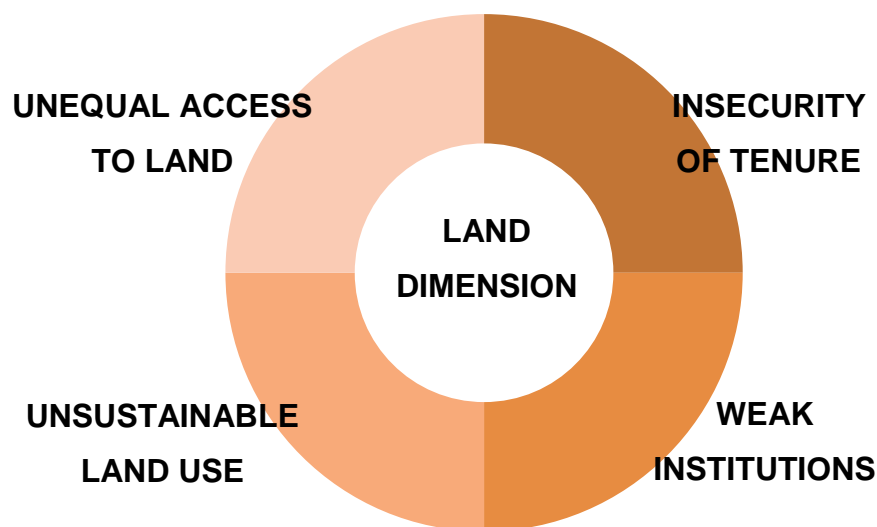 UNEQUAL ACCESS
TO LAND
INSECURITY
OF TENURE
LAND
DIMENSION
UNSUSTAINABLE
LAND USE
WEAK
INSTITUTIONS